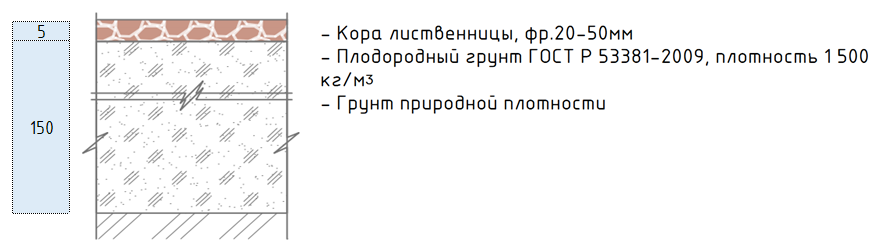 5
– Кора лиственницы, фр.20-50мм
– Плодородный грунт ГОСТ Р 53381-2009, плотность 1 500
кг/м3
– Грунт природной плотности
150